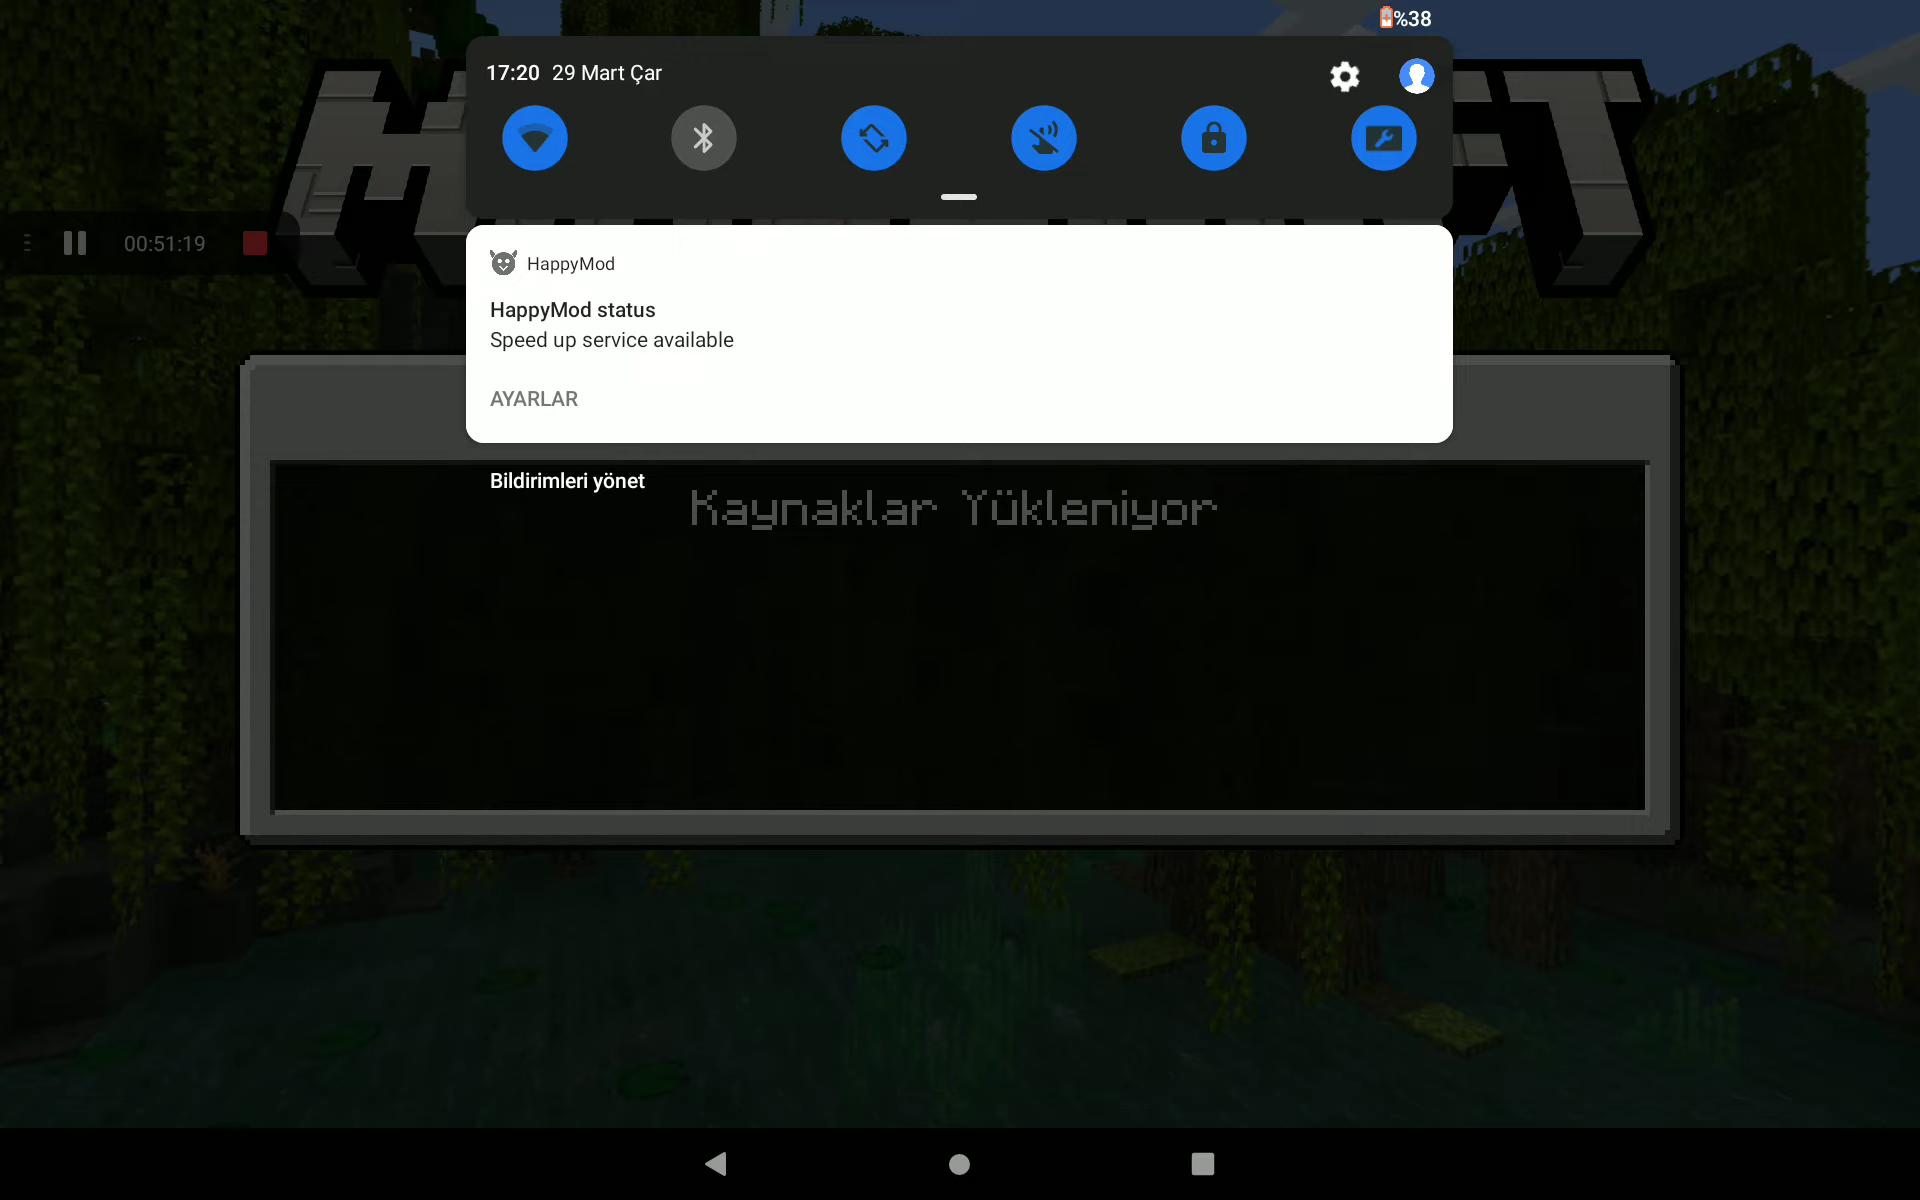 %38
17:20 29 Mart Çar
00:51:19
HappyMod
HappyMod status
Speed up service available
AYARLAR
Bildirimleri yönet
Kaynaklar Yükleniyor